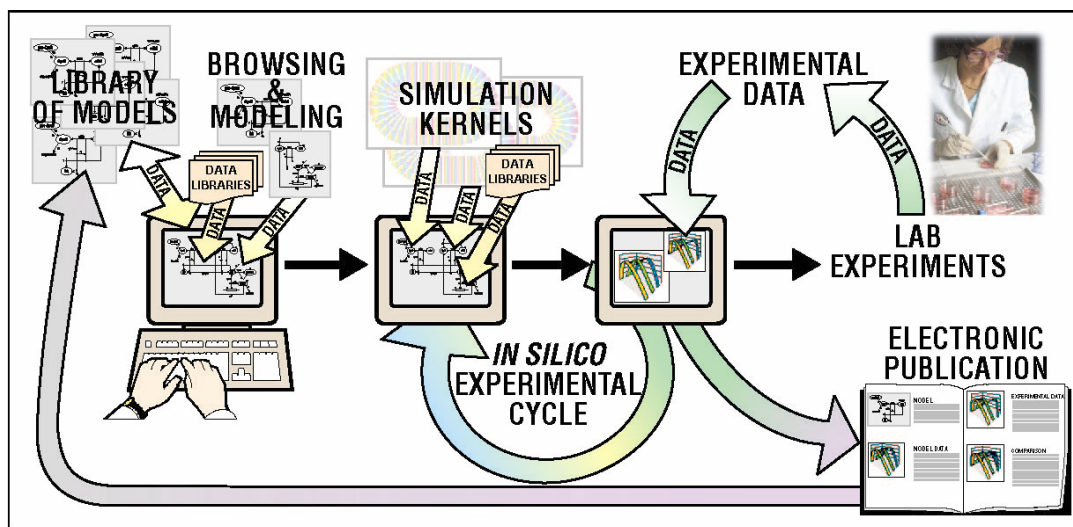 LIBRARY
OF MODELS
BROWSING
&
MODELING
SIMULATION
KERNELS
EXPERIMENTAL
DATA
DATA
DATA
LIBRARIES
DATA
DATA
DATA
DATA
DATA
LIBRARIES
DATA
DATA
DATA
LAB
EXPERIMENTS
IN SILICO
EXPERIMENTAL
CYCLE
ELECTRONIC
PUBLICATION
MODEL
EXPERIMENTAL DATA
MODEL DATA
COMPARISON